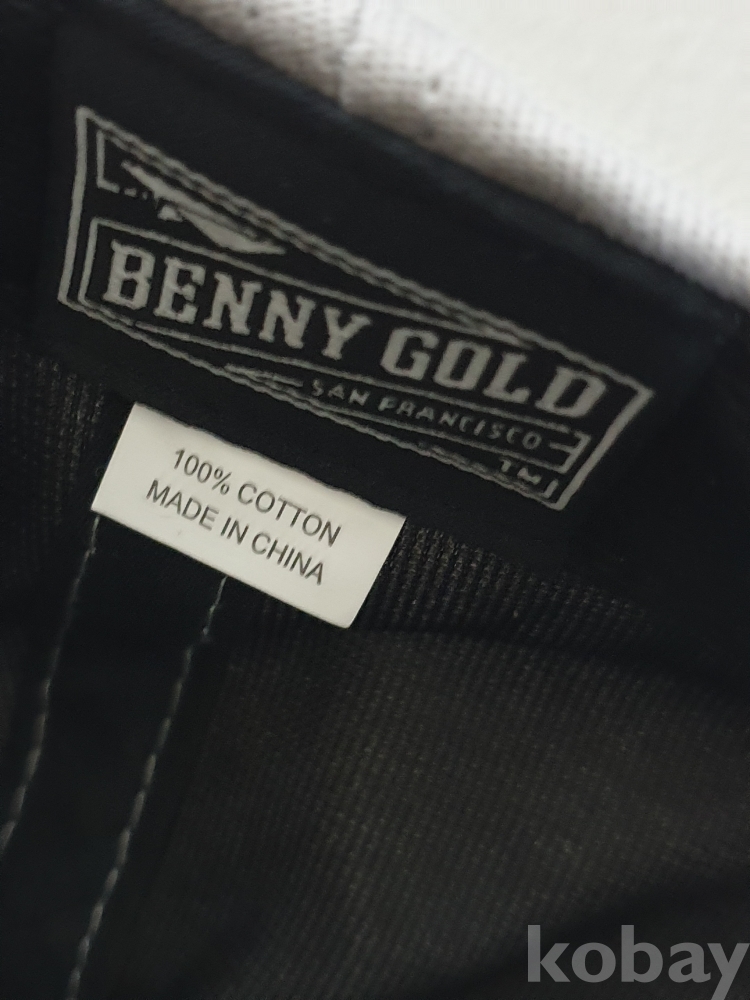 BENNY GOLD
SAN FRANCISCO
TM
100% COTTON
MADE IN CHINA
kobay